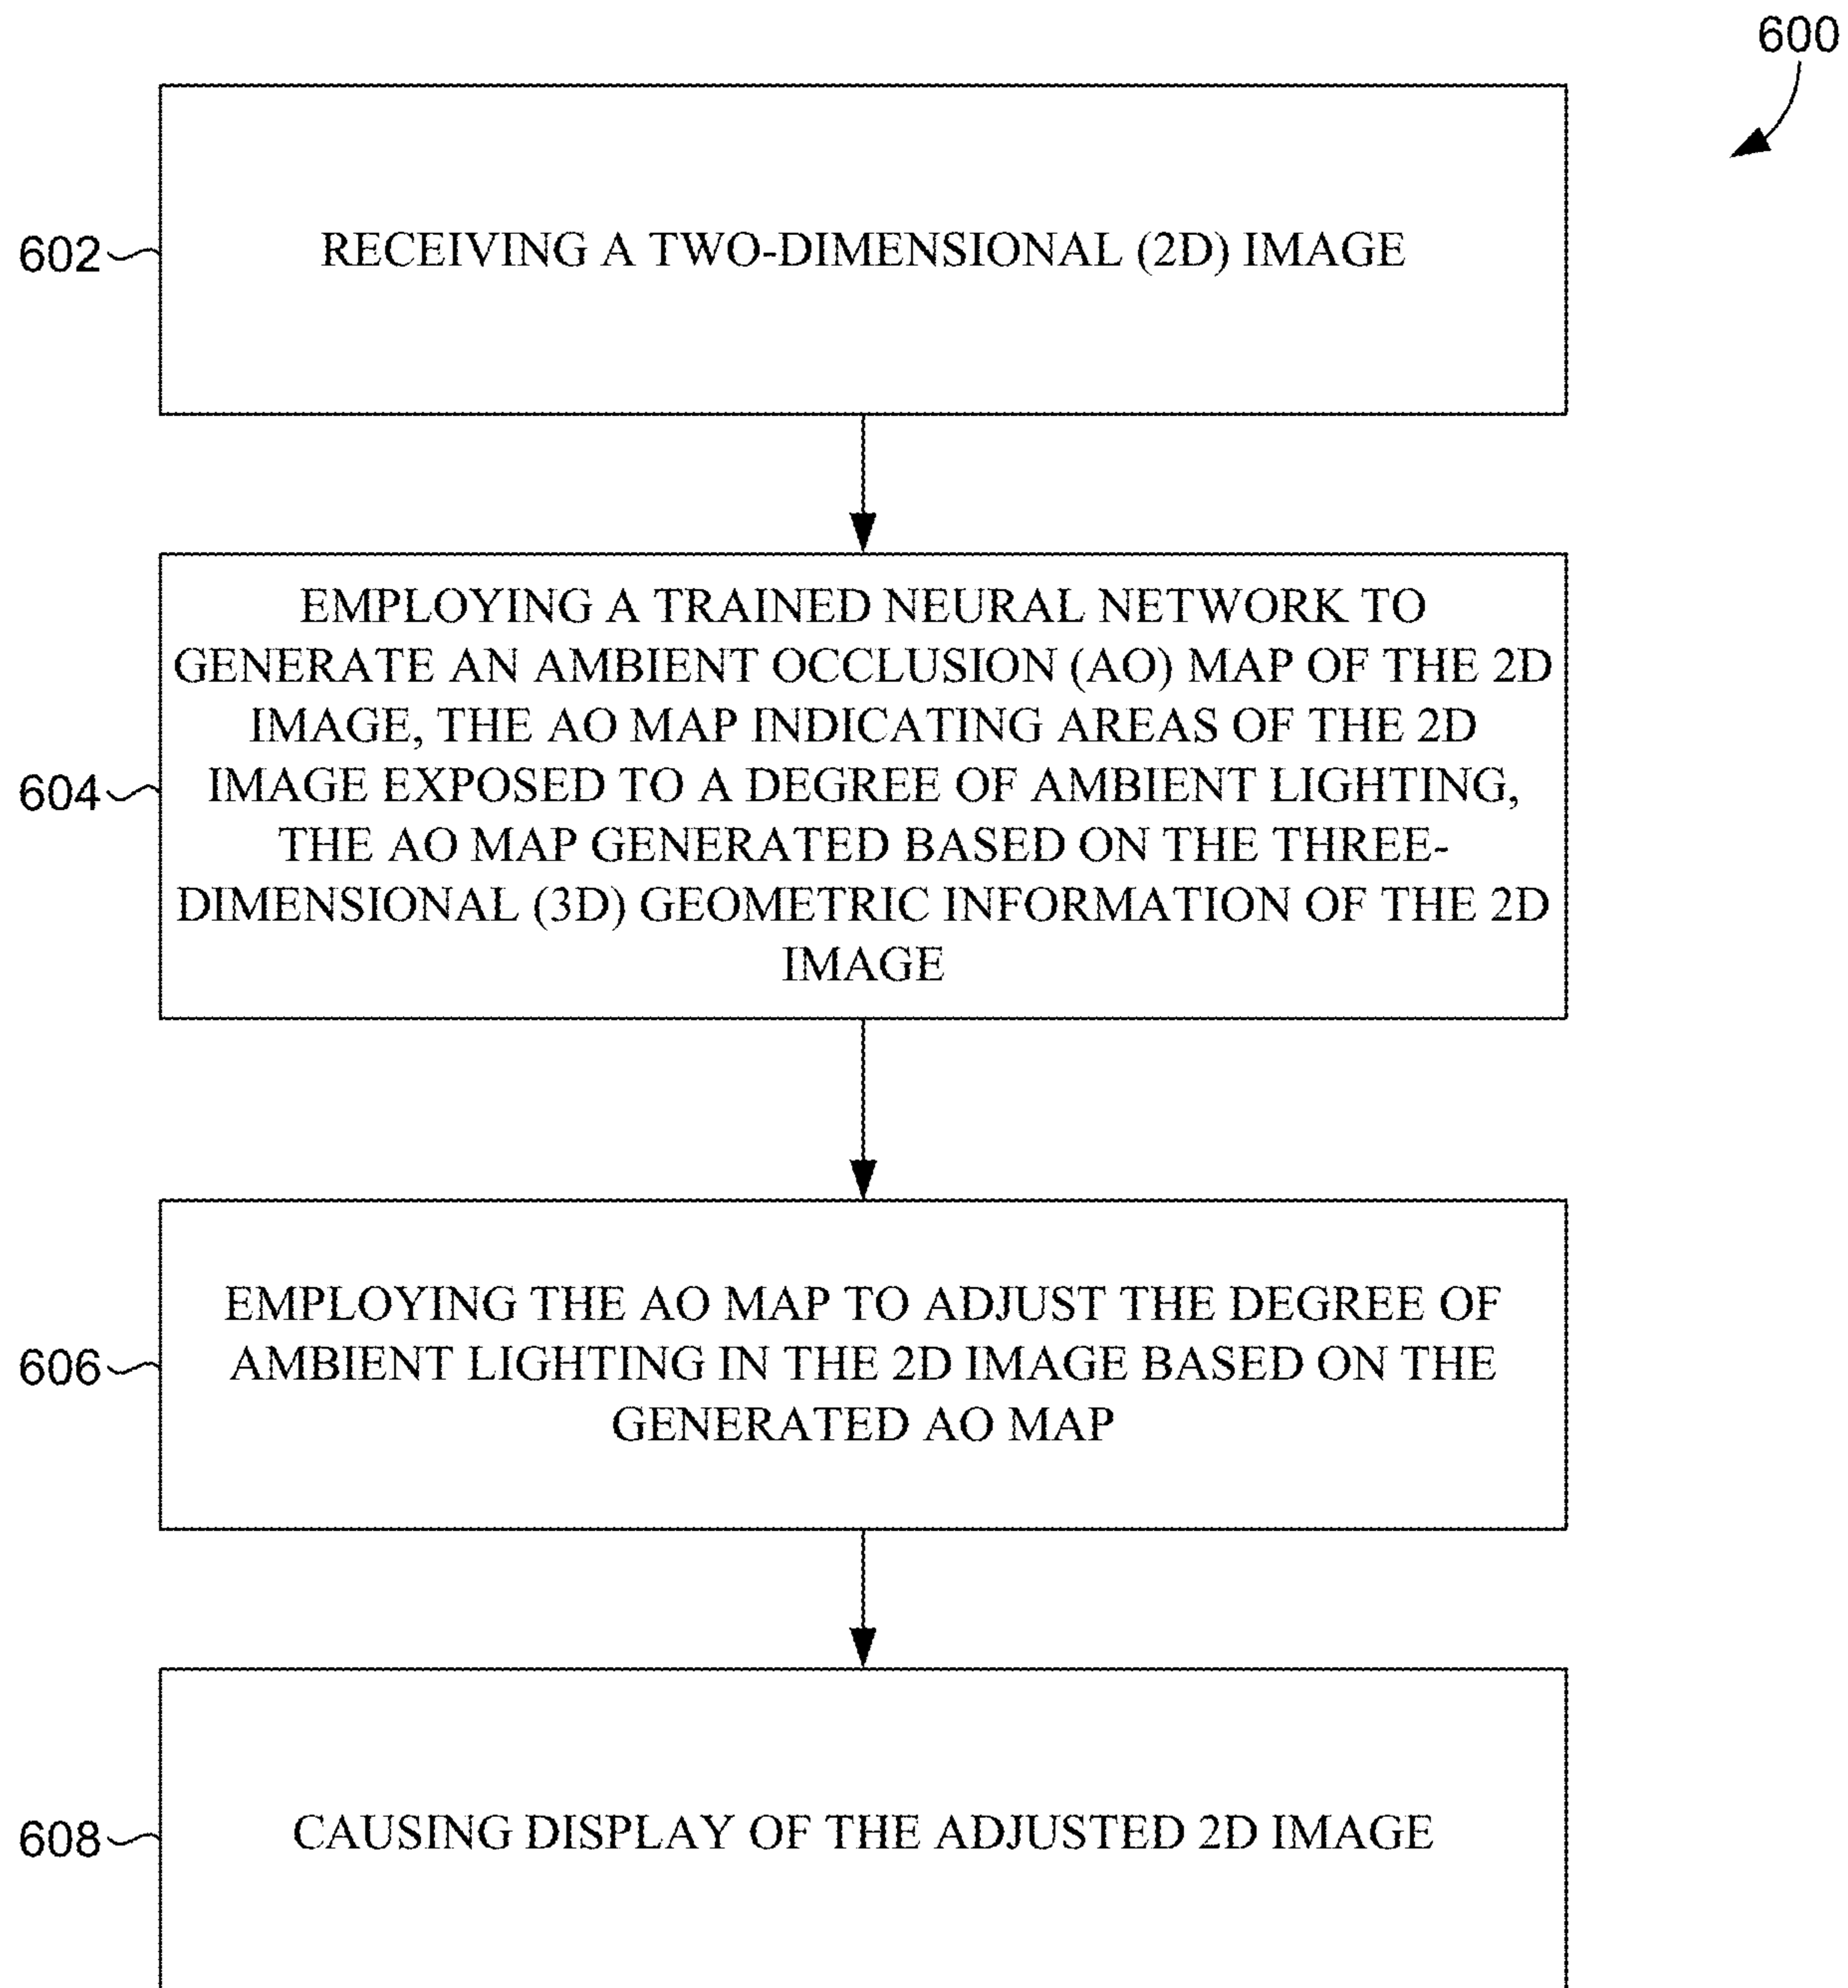 600
602
RECEIVING A TWO-DIMENSIONAL (2D) IMAGE
604
EMPLOYING A TRAINED NEURAL NETWORK TO
GENERATE AN AMBIENT OCCLUSION (AO) MAP OF THE 2D
IMAGE, THE AO MAP INDICATING AREAS OF THE 2D
IMAGE EXPOSED TO A DEGREE OF AMBIENT LIGHTING,
THE AO MAP GENERATED BASED ON THE THREE-
DIMENSIONAL (3D) GEOMETRIC INFORMATION OF THE 2D
IMAGE
606
EMPLOYING THE AO MAP TO ADJUST THE DEGREE OF
AMBIENT LIGHTING IN THE 2D IMAGE BASED ON THE
GENERATED AO MAP
608
CAUSING DISPLAY OF THE ADJUSTED 2D IMAGE